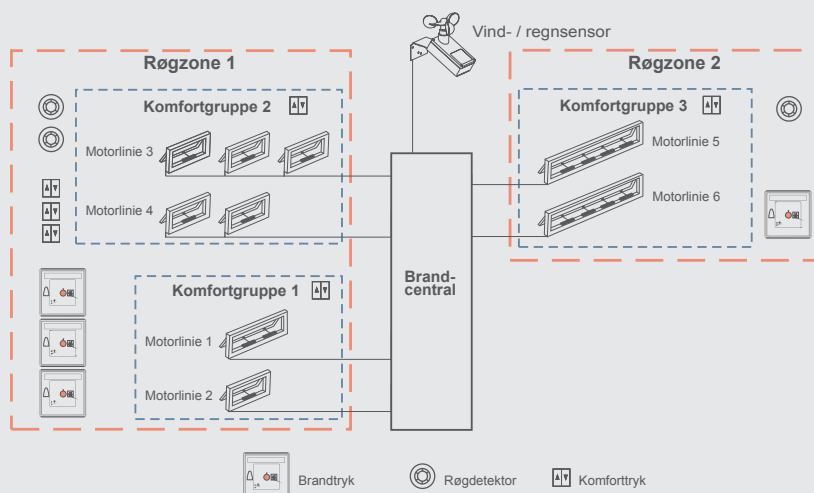 Vind- / regnsensor
Røgzone 1
Røgzone 2
Komfortgruppe 2
Komfortgruppe 3
Motorlinie 3
Motorlinie 5
Motorlinie 4
Motorlinie 6
Brand-
central
Komfortgruppe 1
Motorlinie 1
Motorlinie 2
Brandtryk
Røgdetektor
Komforttryk